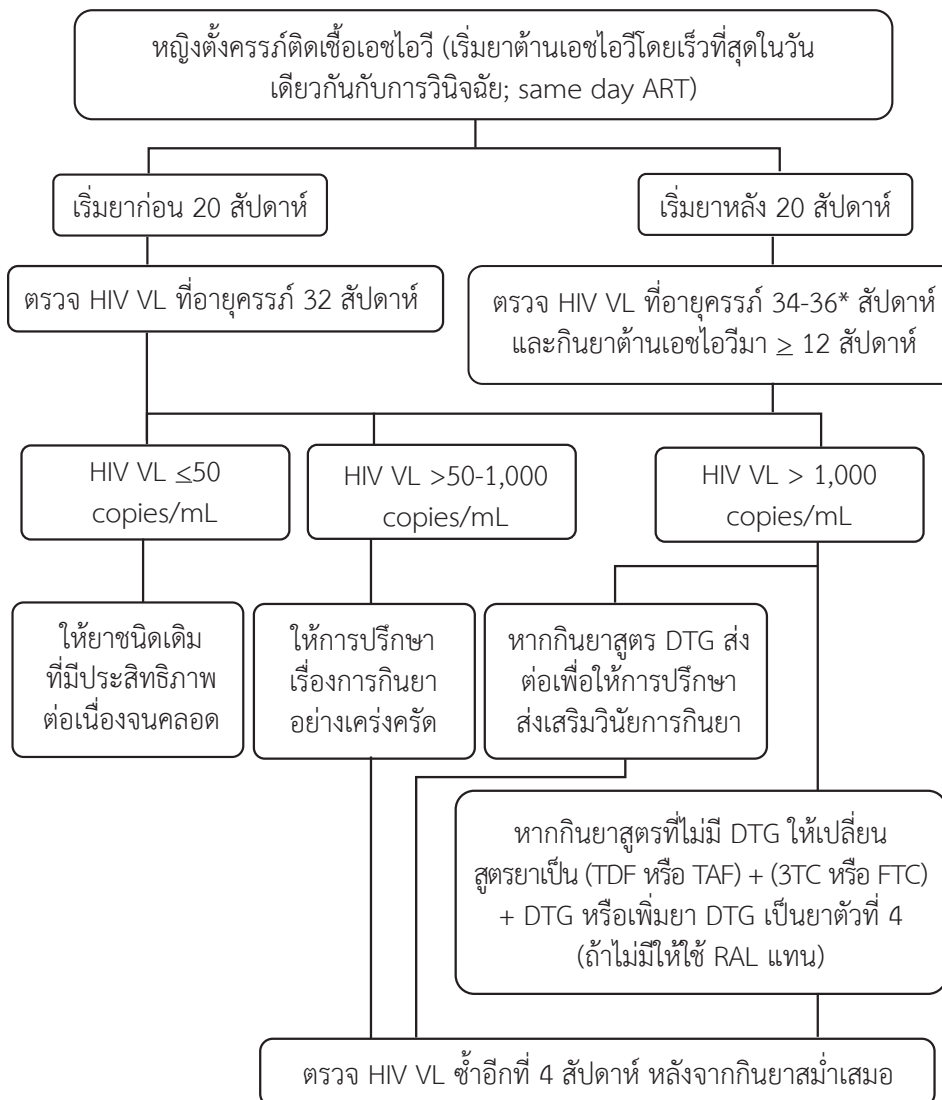 หญิงตั้งครรภ์ติดเชื้อเอชไอวี (เริ่มยาต้านเอชไอวีโดยเร็วที่สุดในวัน
เดียวกันกับการวินิจฉัย; same day ART)
เริ่มยาก่อน 20 สัปดาห์
เริ่มยาหลัง 20 สัปดาห์
ตรวจ HIV VL ที่อายุครรภ์ 32 สัปดาห์
ตรวจ HIV VL ที่อายุครรภ์ 34-36* สัปดาห์
และกินยาต้านเอชไอวีมา ≥ 12 สัปดาห์
HIV VL ≤50
copies/mL
HIV VL >50-1,000
copies/mL
HIV VL > 1,000
copies/mL
ให้ยาชนิดเดิม
ที่มีประสิทธิภาพ
ต่อเนื่องจนคลอด
ให้การปรึกษา
เรื่องการกินยา
อย่างเคร่งครัด
หากกินยาสูตร DTG ส่ง
ต่อเพื่อให้การปรึกษา
ส่งเสริมวินัยการกินยา
หากกินยาสูตรที่ไม่มี DTG ให้เปลี่ยน
สูตรยาเป็น (TDF หรือ TAF) + (3TC หรือ FTC)
+ DTG หรือเพิ่มยา DTG เป็นยาตัวที่ 4
(ถ้าไม่มีให้ใช้ RAL แทน)
ตรวจ HIV VL ซ้ำอีกที่ 4 สัปดาห์ หลังจากกินยาสม่ำเสมอ